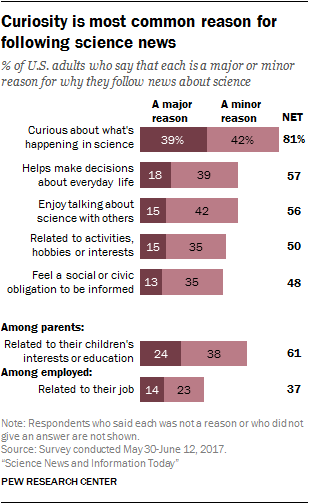 Curiosity is most common reason for
following science news
% of U.S. adults who say that each is a major or minor
reason for why they follow news about science
A major
reason
A minor
reason
NET
Curious about what's
happening in science
39%
42%
81%
Helps make decisions
about everyday life
18
39
57
Enjoy talking about
science with others
15
42
56
Related to activities,
hobbies or interests
15
35
50
Feel a social or civic
obligation to be informed
13
35
48
Among parents:
Related to their children's
interests or education
24
38
61
Among employed:
Related to their job
14
23
37
Note: Respondents who said each was not a reason or who did not
give an answer are not shown.
Source: Survey conducted May 30-June 12, 2017.
“Science News and Information Today”
PEW RESEARCH CENTER